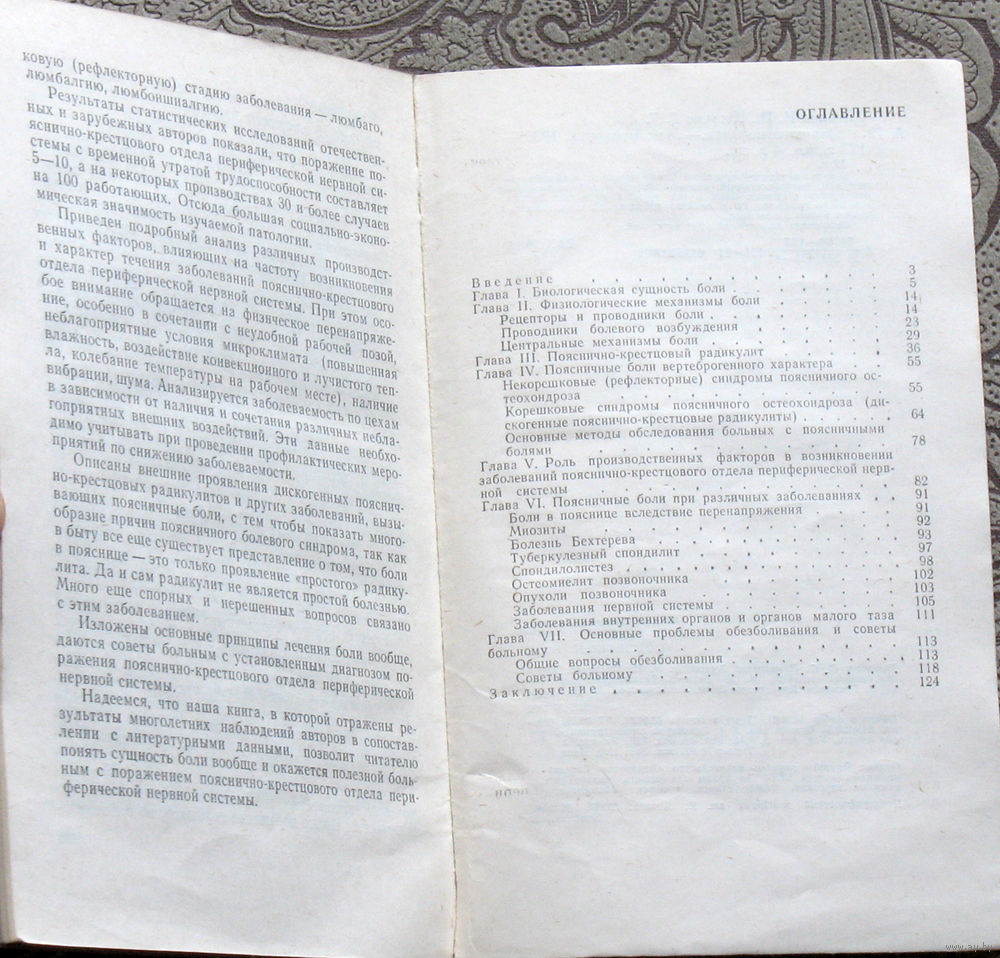 ковую (рефлекторную) стадию заболевания — люмбаго,
люмбалгию, люмбоишиалгию.
Результаты статистических исследований отечествен-
ных и зарубежных авторов показали, что поражение по-
яснично-крестцового отдела периферической нервной си-
стемы с временной утратой трудоспособности составляет
5—10, а на некоторых производствах 30 и более случаев
на 100 работающих. Отсюда большая социально-эконо-
мическая значимость изучаемой патологии.
Приведен подробный анализ различных производст-
венных факторов, влияющих на частоту возникновения
и характер течения заболеваний пояснично-крестцового
отдела периферической нервной системы. При этом осо-
бое внимание обращается на физическое перенапряже-
ние, особенно в сочетании с неудобной рабочей позой,
неблагоприятные условия микроклимата (повышенная
влажность, воздействие конвекционного и лучистого теп-
ла, колебание температуры на рабочем месте), наличие
вибрации, шума. Анализируется заболеваемость по цехам
в зависимости от наличия и сочетания различных небла-
гоприятных внешних воздействий. Эти данные необхо-
димо учитывать при проведении профилактических меро-
приятий по снижению заболеваемости.
Описаны внешние проявления дискогенных пояснич-
но-крестцовых радикулитов и других заболеваний, вызы-
вающих поясничные боли, с тем чтобы показать много-
образие причин поясничного болевого синдрома, так как
в быту все еще существует представление о том, что боли
в пояснице — это только проявление «простого» радику-
лита. Да и сам радикулит не является простой болезнью.
Много еще спорных и нерешенных вопросов связано
с этим заболеванием.
Изложены основные принципы лечения боли вообще,
даются советы больным с установленным диагнозом по-
ражения пояснично-крестцового отдела периферической
нервной системы.
Надеемся, что наша книга, в которой отражены ре-
зультаты многолетних наблюдений авторов в сопостав-
лении с литературными данными, позволит читателю
понять сущность боли вообще и окажется полезной боль-
ным с поражением пояснично-крестцового отдела пери-
ферической нервной системы.
ОГЛАВЛЕНИЕ
Введение 3
Глава I. Биологическая сущность боли 5
Глава II. Физиологические механизмы боли 14
Рецепторы и проводники боли 14
Проводники болевого возбуждения 23
Центральные механизмы боли 29
Глава III. Пояснично-крестцовый радикулит 36
Глава IV. Поясничные боли вертеброгенного характера 55
Некорешковые (рефлекторные) синдромы поясничного ос-
теохондроза 55
Корешковые синдромы поясничного остеохондроза (ди-
скогенные пояснично-крестцовые радикулиты) 64
Основные методы обследования больных с поясничными
болями 78
Глава V. Роль производственных факторов в возникновении
заболеваний пояснично-крестцового отдела периферической нерв-
ной системы 82
Глава VI. Поясничные боли при различных заболеваниях 91
Боли в пояснице вследствие перенапряжения 91
Миозиты 92
Болезнь Бехтерева 93
Туберкулезный спондилит 97
Спондилолистез 98
Остеомиелит позвоночника 102
Опухоли позвоночника 103
Заболевания нервной системы 105
Заболевания внутренних органов и органов малого таза 111
Глава VII. Основные проблемы обезболивания и советы
больному 113
Общие вопросы обезболивания 113
Советы больному 118
Заключение 124
www.ay.by